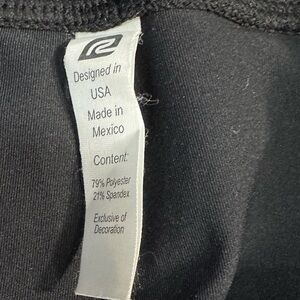 Designed in
USA
Made in
Mexico
Content:
79% Polyester
21% Spandex
Exclusive of
Decoration